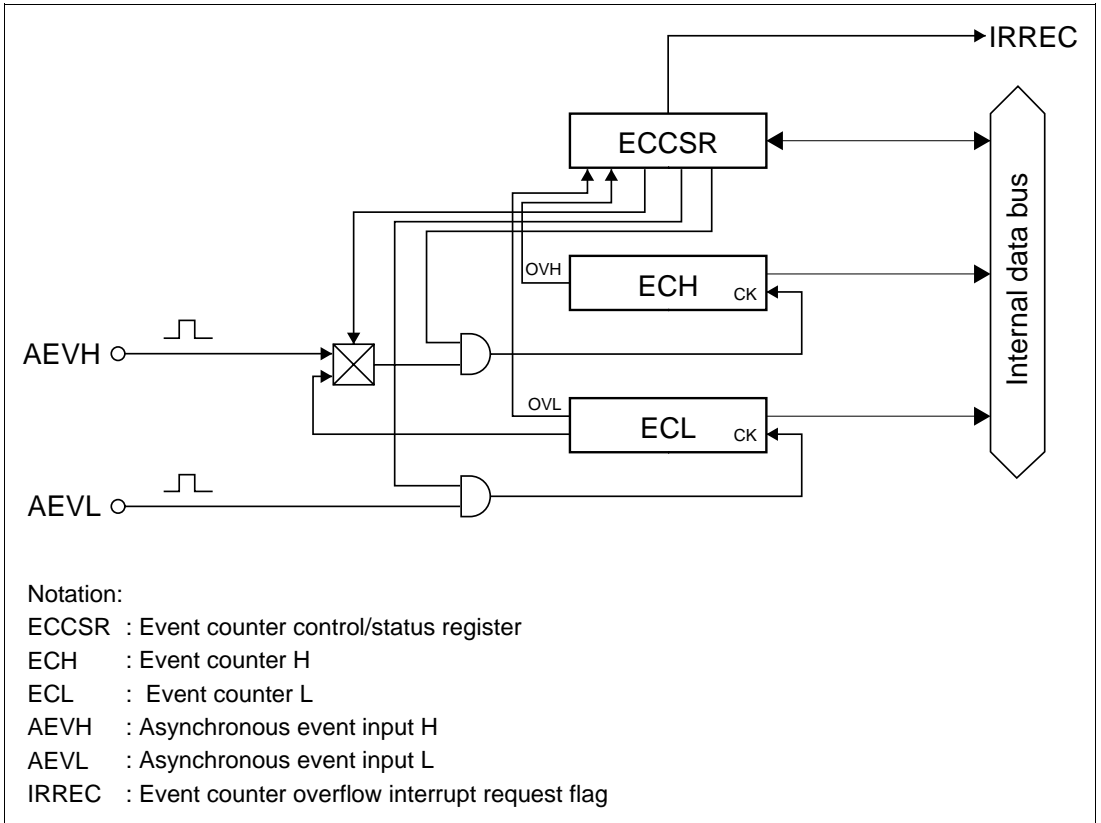 IRREC
ECCSR
Internal data bus
OVH
ECH
CK
AEVH
OVL
ECL
CK
AEVL
Notation:
ECCSR : Event counter control/status register
ECH : Event counter H
ECL : Event counter L
AEVH : Asynchronous event input H
AEVL : Asynchronous event input L
IRREC : Event counter overflow interrupt request flag